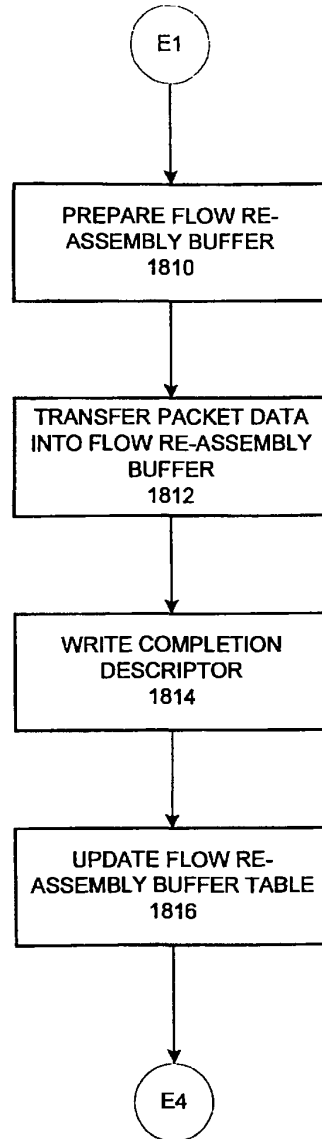 E1
PREPARE FLOW RE-
ASSEMBLY BUFFER
1810
TRANSFER PACKET DATA
INTO FLOW RE-ASSEMBLY
BUFFER
1812
WRITE COMPLETION
DESCRIPTOR
1814
UPDATE FLOW RE-
ASSEMBLY BUFFER TABLE
1816
E4